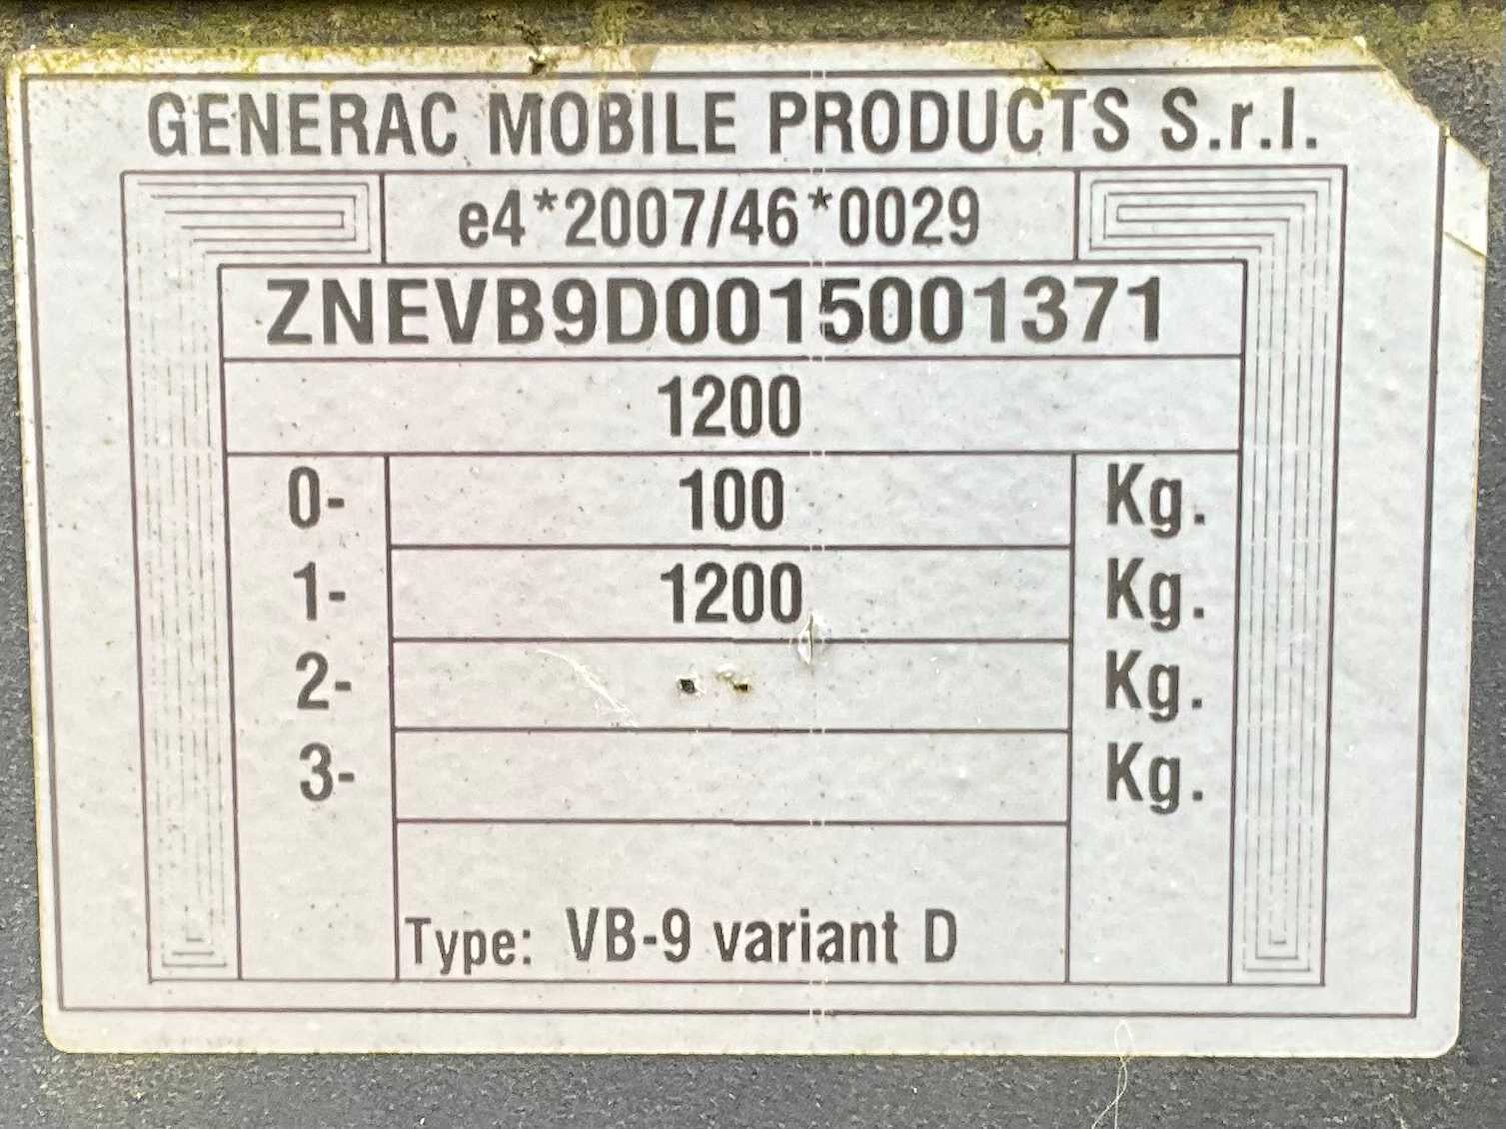 GENERAC MOBILE PRODUCTS S.r.l.
e4*2007/46*0029
ZNEVB9D0015001371
1200
0- 100 Kg.
1- 1200 Kg.
2- Kg.
3- Kg.
Type: VB-9 variant D